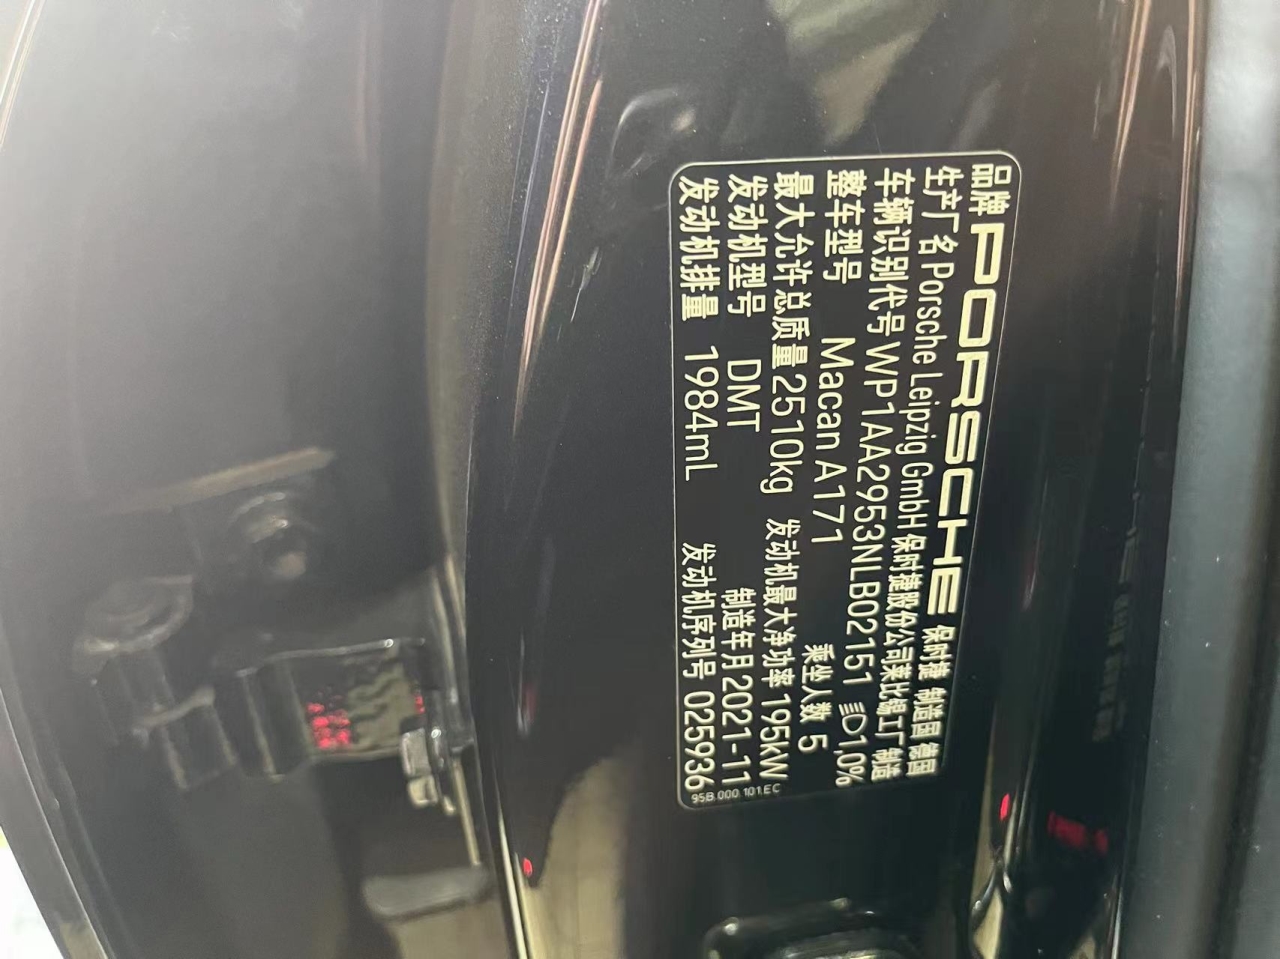 品牌 PORSCHE 保时捷 制造国 德国
生产厂名 Porsche Leipzig GmbH 保时捷股份公司莱比锡工厂制造
车辆识别代号 WP1AA2953NLB02151 1,0%
整车型号 Macan A171 乘坐人数 5
最大允许总质量 2510kg 发动机最大净功率 195kW
发动机型号 DMT 制造年月 2021-11
发动机排量 1984mL 发动机序列号 025936
95B 000 101 EC